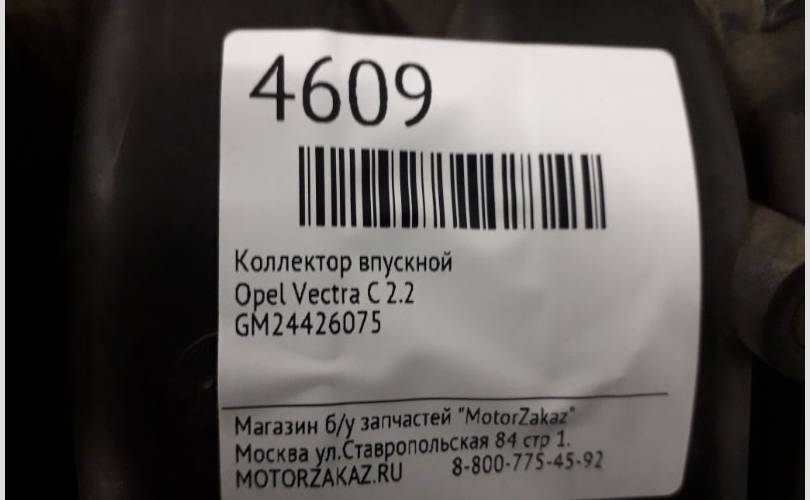 4609
Коллектор впускной
Opel Vectra C 2.2
GM24426075
Магазин б/у запчастей "MotorZakaz"
Москва ул.Ставропольская 84 стр 1.
MOTORZAKAZ.RU 8-800-775-45-92